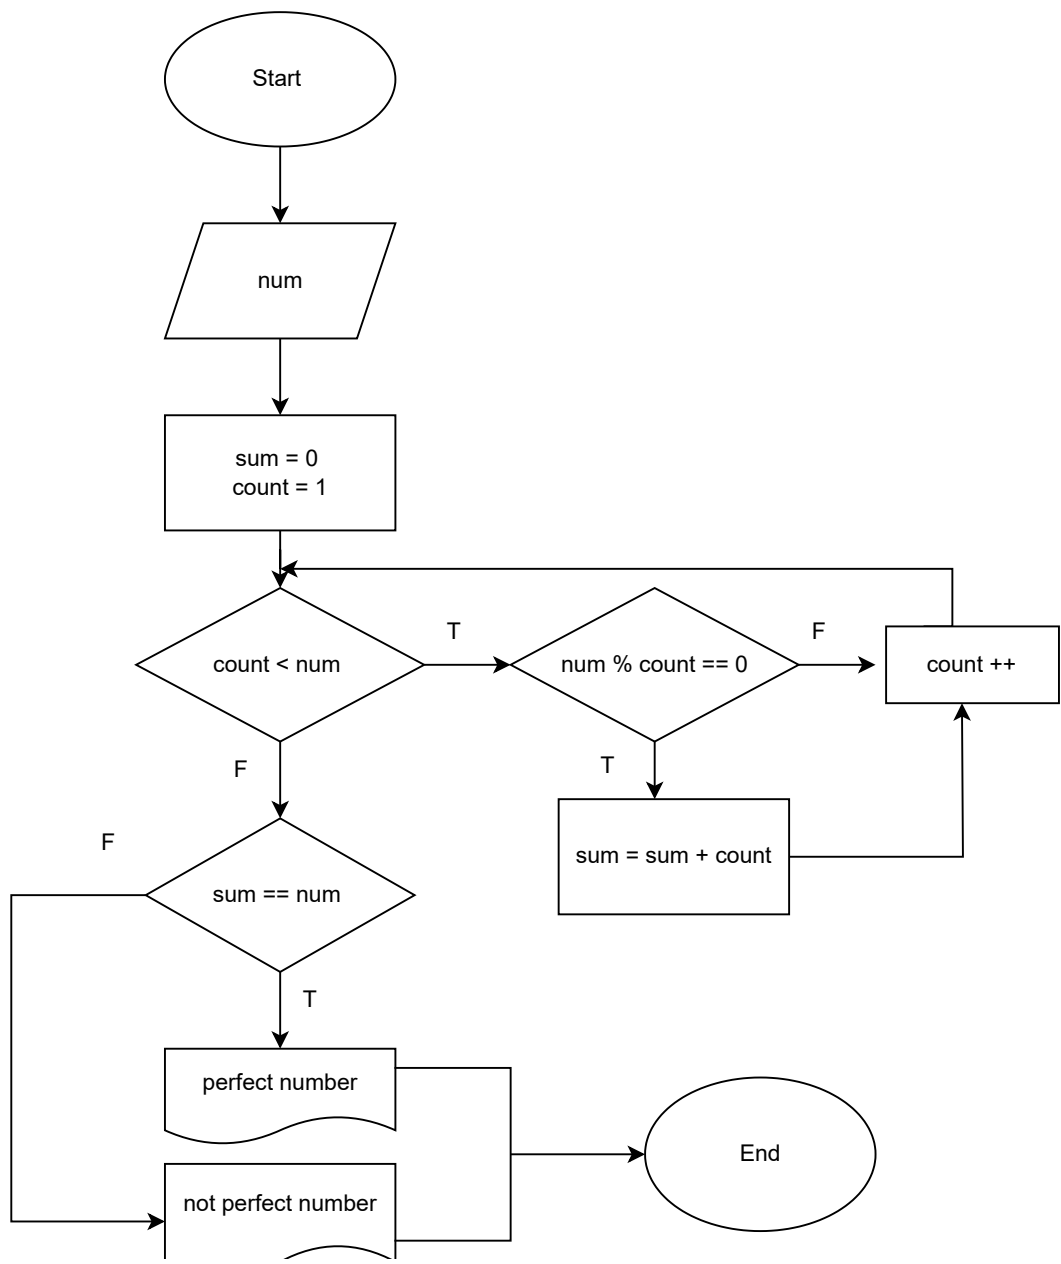 Start
num
sum = 0
count = 1
count < num
T
num % count == 0
F
count ++
F
T
sum = sum + count
F
sum == num
T
perfect number
not perfect number
End